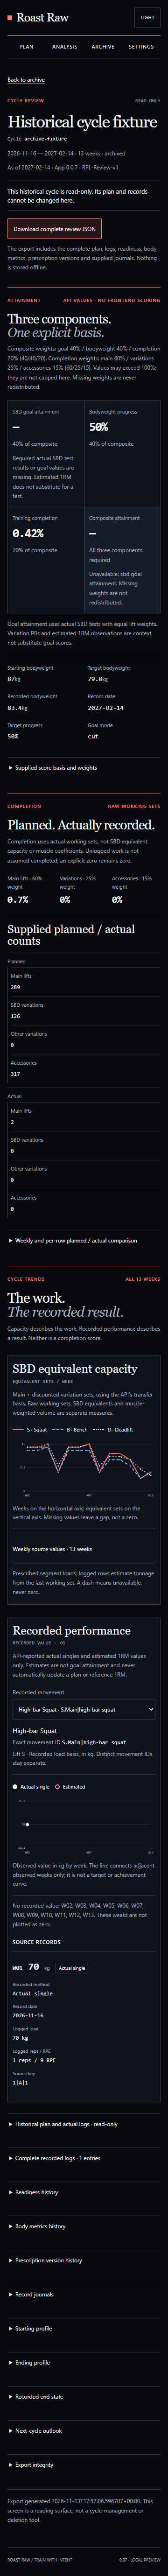 Roast Raw
LIGHT
PLAN
ANALYSIS
ARCHIVE
SETTINGS
Back to archive
CYCLE REVIEW
READ-ONLY
Historical cycle fixture
Cycle archive-fixture
2026-11-16 — 2027-02-14 · 13 weeks · archived
As of 2027-02-14 · App 0.0.7 · RPL-Review-v1
This historical cycle is read-only. Its plan and records
cannot be changed here.
Download complete review JSON
The export includes the complete plan, logs, readiness, body
metrics, prescription versions and supplied journals. Nothing
is stored offline.
ATTAINMENT
API VALUES · NO FRONTEND SCORING
Three components.
One explicit basis.
Composite weights: goal 40% / bodyweight 40% / completion
20% (40/40/20). Completion weights: main 60% / variations
25% / accessories 15% (60/25/15). Values may exceed 100%;
they are not capped here. Missing weights are never
redistributed.
SBD goal attainment
—
40% of composite
Required actual SBD test
results or goal values are
missing. Estimated 1RM
does not substitute for a
test.
Bodyweight progress
50%
40% of composite
Training completion
0.42%
20% of composite
Composite attainment
—
All three components
required
Unavailable: sbd goal
attainment. Missing
weights are not
redistributed.
Goal attainment uses actual SBD tests with equal lift weights.
Variation PRs and estimated 1RM observations are context,
not substitute goal scores.
Starting bodyweight
87kg
Target bodyweight
79.8kg
Recorded bodyweight
83.4kg
Record date
2027-02-14
Target progress
50%
Goal mode
cut
Supplied score basis and weights
COMPLETION
RAW WORKING SETS
Planned. Actually recorded.
Completion uses actual working sets, not SBD equivalent
capacity or muscle coefficients. Unlogged work is not
assumed completed; an explicit zero remains zero.
Main lifts · 60%
weight
0.7%
Variations · 25%
weight
0%
Accessories · 15%
weight
0%
Supplied planned / actual
counts
Planned
Main lifts
289
SBD variations
126
Other variations
0
Accessories
317
Actual
Main lifts
2
SBD variations
0
Other variations
0
Accessories
0
Weekly and per-row planned / actual comparison
CYCLE TRENDS
ALL 13 WEEKS
The work.
The recorded result.
Capacity describes the work. Recorded performance describes
a result. Neither is a completion score.
SBD equivalent capacity
EQUIVALENT SETS / WEEK
Main + discounted variation sets, using the API's transfer
basis. Raw working sets, SBD equivalents and muscle-
weighted volume are separate measures.
S - Squat
B - Bench
D - Deadlift
Weeks on the horizontal axis; equivalent sets on the vertical
axis. Missing weeks leave a gap, not a zero.
Weekly source values · 13 weeks
Prescribed segmental loads; logged rows estimate tonnage
from the last working set. A dash means unavailable,
never zero.
Recorded performance
RECORDED VALUE · KG
API-reported actual singles and estimated 1RM values
only. Estimates are not goal attainment and never
automatically update a plan or reference 1RM.
Recorded movement
High-bar Squat · S.Main|high-bar squat
High-bar Squat
Exact movement ID S.Main|high-bar squat
Lift S · Recorded load basis, in kg. Distinct movement IDs
stay separate.
Actual single
Estimated
Observed value in kg by week. The line connects adjacent
observed weeks only; it is not a target or achievement
curve.
No recorded value: W02, W03, W04, W05, W06, W07,
W08, W09, W10, W11, W12, W13. These weeks are not
plotted as zero.
SOURCE RECORDS
W01 70 kg Actual single
Recorded method
Actual single
Record date
2026-11-16
Logged load
70 kg
Logged reps / RPE
1 reps / 9 RPE
Source key
1|A|1
Historical plan and actual logs · read-only
Complete recorded logs · 1 entries
Readiness history
Body metrics history
Prescription version history
Record journals
Starting profile
Ending profile
Recorded end state
Next-cycle outlook
Export integrity
Export generated 2026-11-13T17:57:06.596707+00:00. This
screen is a reading surface, not a cycle-management or
deletion tool.
ROAST RAW / TRAIN WITH INTENT
0.07 · LOCAL PREVIEW